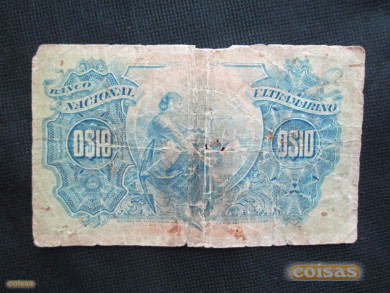 BANCO
NACIONAL
ULTRAMARINO
0$10
0$10
coisas
coisas